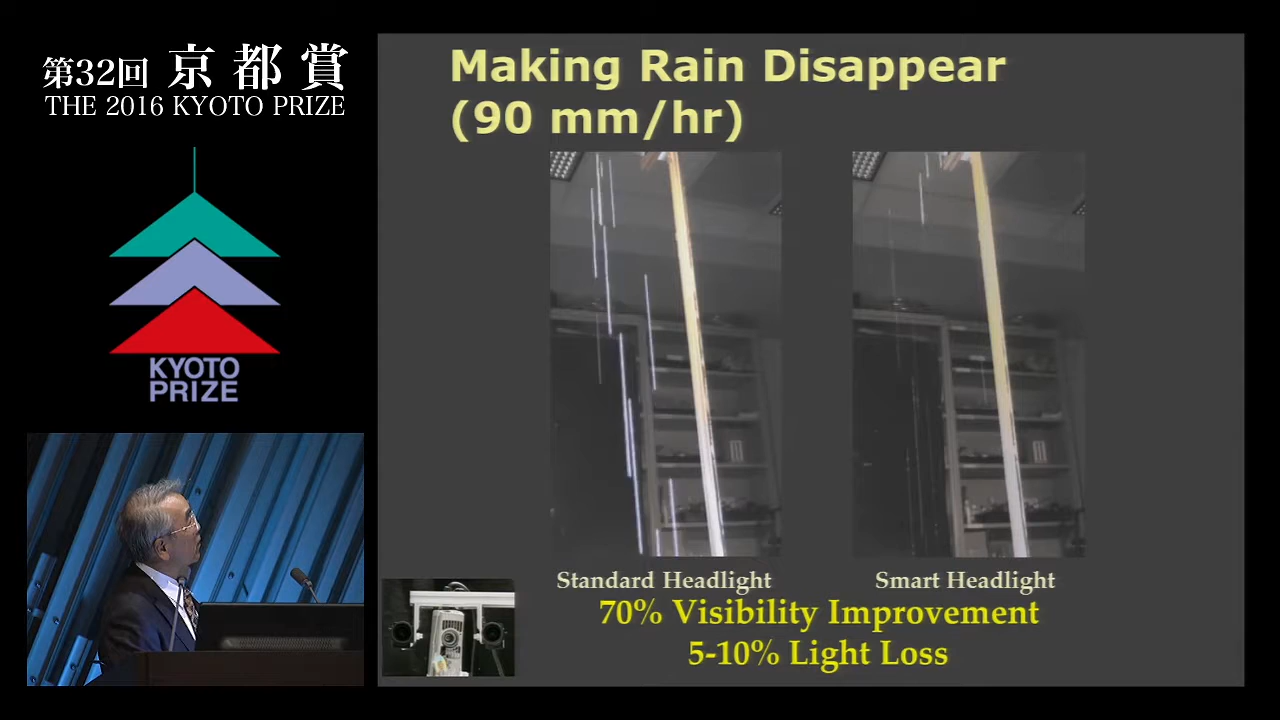 第32回 京都賞
THE 2016 KYOTO PRIZE
KYOTO
PRIZE
Making Rain Disappear
(90 mm/hr)
Standard Headlight
Smart Headlight
70% Visibility Improvement
5-10% Light Loss